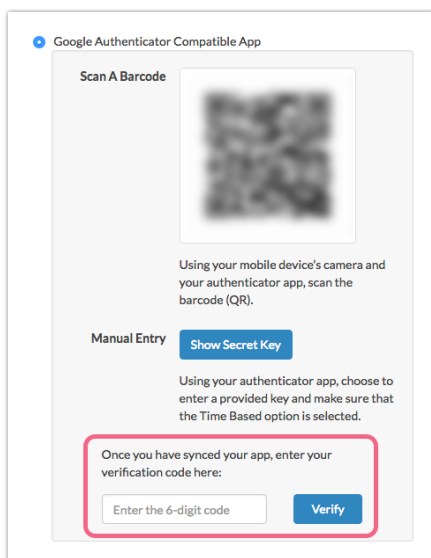 Google Authenticator Compatible App
Scan A Barcode
Using your mobile device's camera and
your authenticator app, scan the
barcode (QR).
Manual Entry
Show Secret Key
Using your authenticator app, choose to
enter a provided key and make sure that
the Time Based option is selected.
Once you have synced your app, enter your
verification code here:
Enter the 6-digit code
Verify